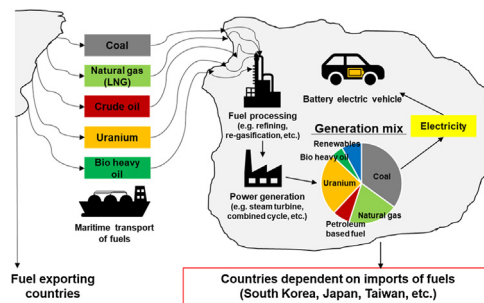 Coal
Natural gas
(LNG)
Crude oil
Uranium
Bio heavy
oil
Maritime transport
of fuels
Fuel exporting
countries
Fuel processing
(e.g. refining,
re-gasification, etc.)
Power generation
(e.g. steam turbine,
combined cycle, etc.)
Battery electric vehicle
Generation mix
Renewables
Bio heavy oil
Uranium
Coal
Natural gas
Petroleum
based fuel
Electricity
Countries dependent on imports of fuels
(South Korea, Japan, Taiwan, etc.)